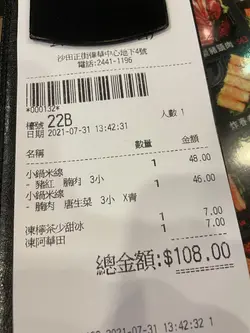 沙田正街偉華中心地下4號
電話:2441-1196
*000132*
檯號 22B 人數 1
日期 2021-07-31 13:42:31
名稱 數量 金額
小鍋米線 1 48.00
- 豬紅 腩肉 3小
小鍋米線 1 46.00
- 腩肉 唐生菜 3小 X青
凍檸茶少甜冰 1 7.00
凍阿華田 1 7.00
總金額:$108.00
2021-07-31 13:42:32 1